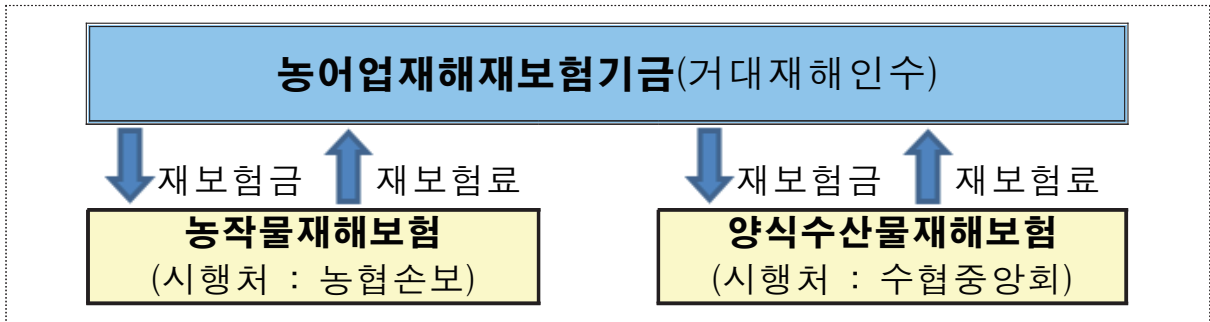 농어업재해재보험기금(거대재해인수)
재보험금 재보험료 재보험금 재보험료
농작물재해보험
(시행처 : 농협손보)
양식수산물재해보험
(시행처 : 수협중앙회)